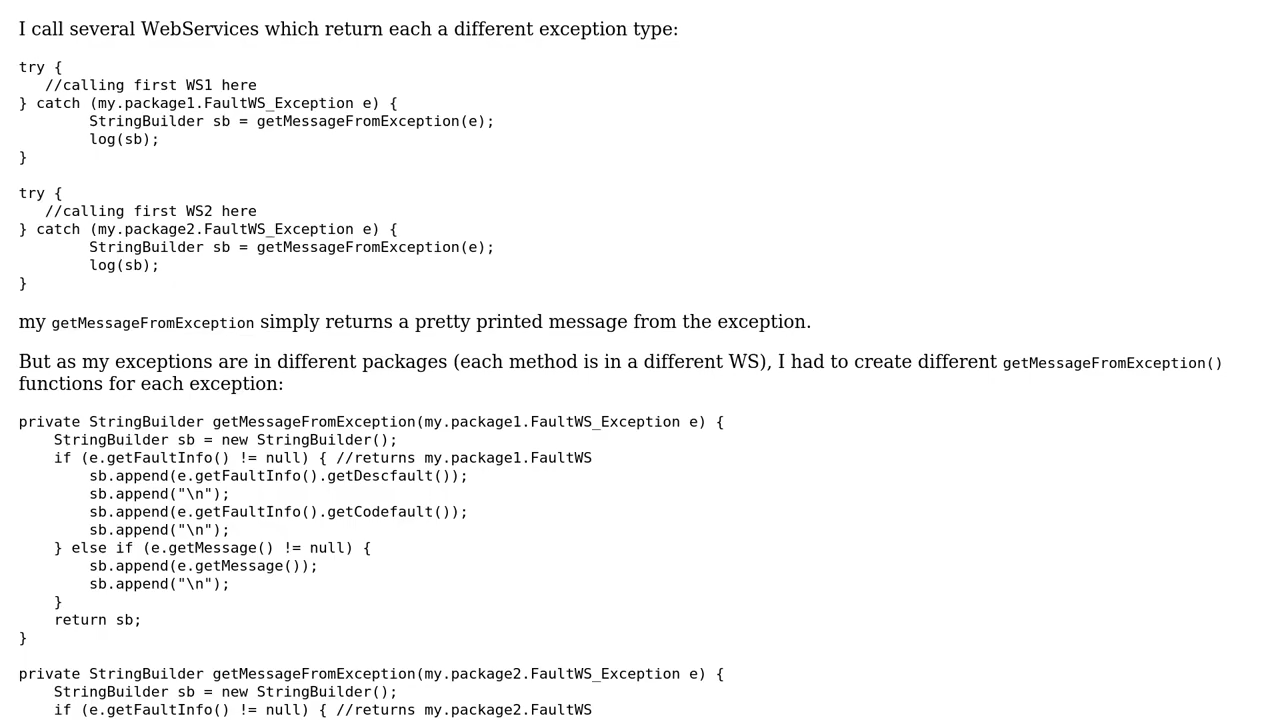 I call several WebServices which return each a different exception type:
try {
   //calling first WS1 here
} catch (my.package1.FaultWS_Exception e) {
        StringBuilder sb = getMessageFromException(e);
        log(sb);
}
try {
   //calling first WS2 here
} catch (my.package2.FaultWS_Exception e) {
        StringBuilder sb = getMessageFromException(e);
        log(sb);
}
my getMessageFromException simply returns a pretty printed message from the exception.
But as my exceptions are in different packages (each method is in a different WS), I had to create different getMessageFromException()
functions for each exception:
private StringBuilder getMessageFromException(my.package1.FaultWS_Exception e) {
    StringBuilder sb = new StringBuilder();
    if (e.getFaultInfo() != null) { //returns my.package1.FaultWS
        sb.append(e.getFaultInfo().getDescfault());
        sb.append("\n");
        sb.append(e.getFaultInfo().getCodefault());
        sb.append("\n");
    } else if (e.getMessage() != null) {
        sb.append(e.getMessage());
        sb.append("\n");
    }
    return sb;
}
private StringBuilder getMessageFromException(my.package2.FaultWS_Exception e) {
    StringBuilder sb = new StringBuilder();
    if (e.getFaultInfo() != null) { //returns my.package2.FaultWS